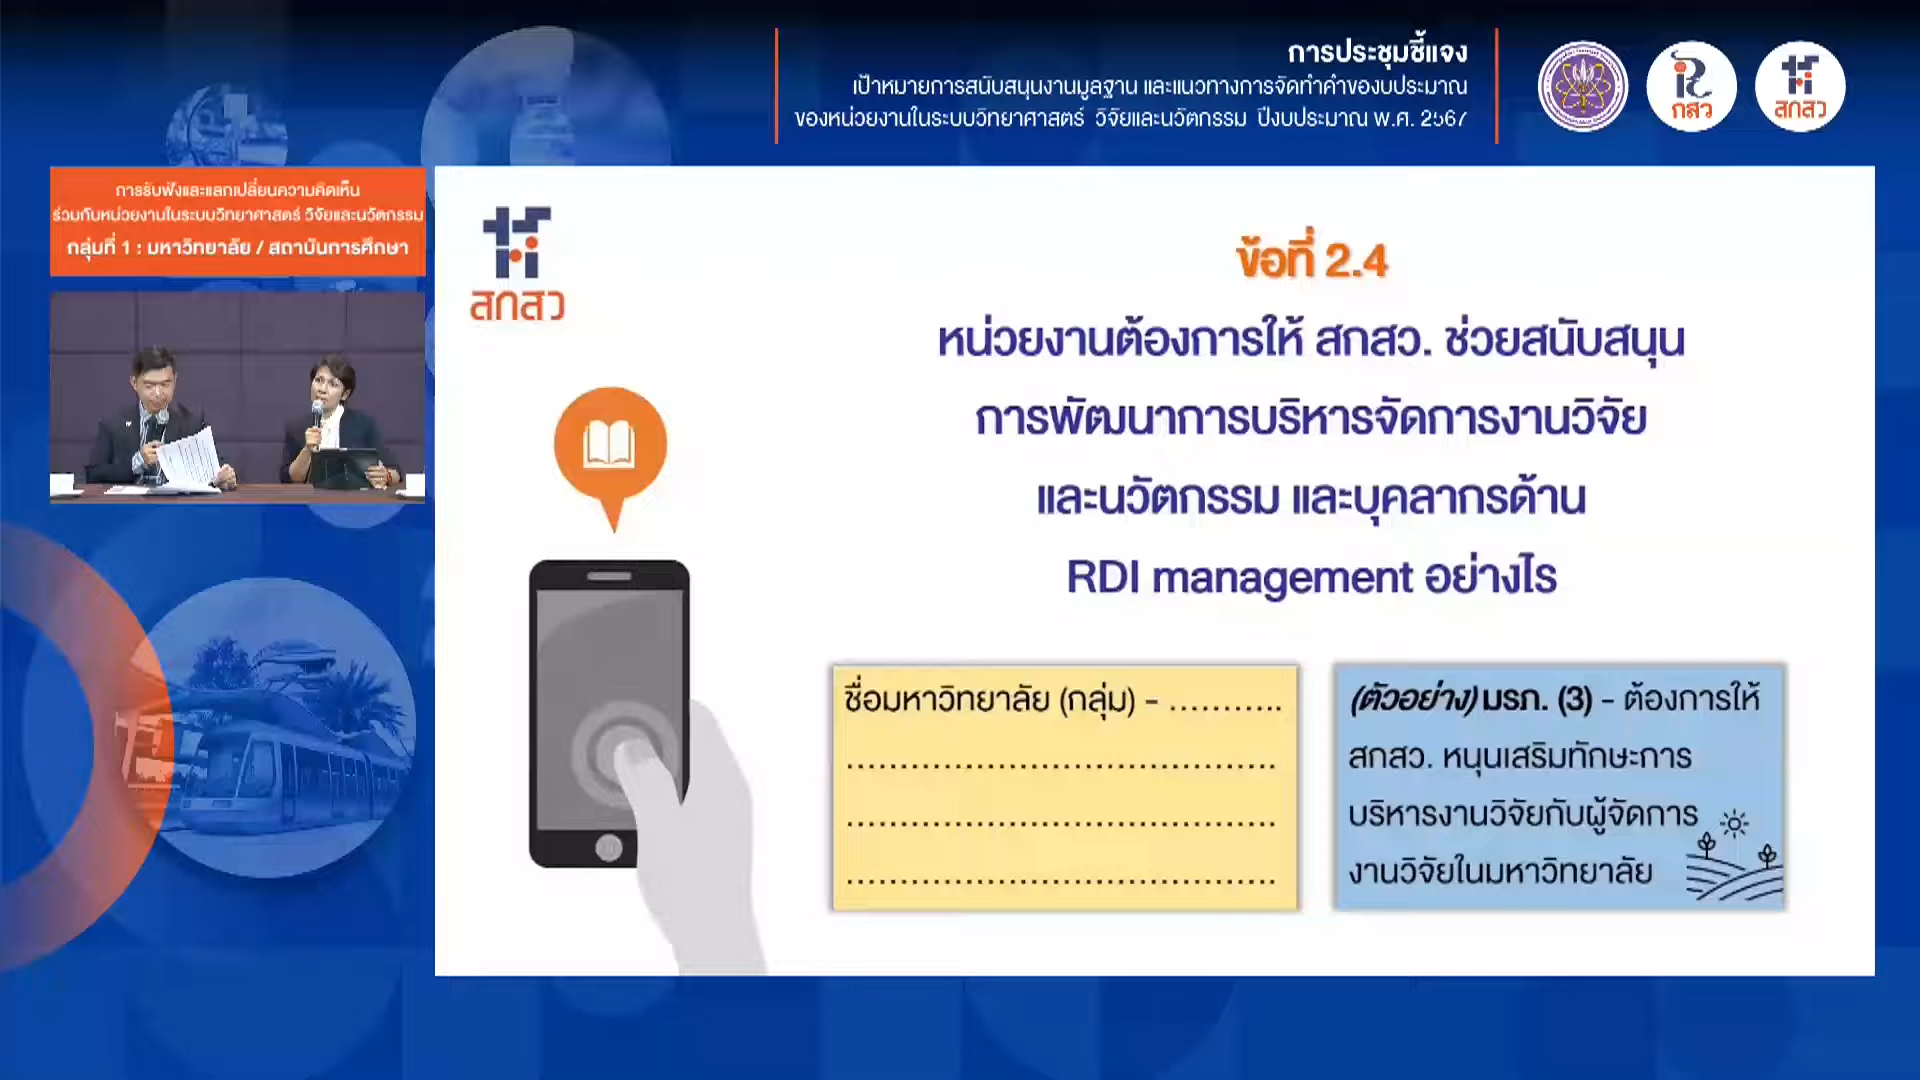 การประชุมชี้แจง
เป้าหมายการสนับสนุนงานมูลฐาน และแนวทางการจัดทำคำของบประมาณ
ของหน่วยงานในระบบวิทยาศาสตร์ วิจัยและนวัตกรรม ปีงบประมาณ พ.ศ. 2567
กสว
สกสว
การรับฟังและแลกเปลี่ยนความคิดเห็น
ร่วมกับหน่วยงานในระบบวิทยาศาสตร์ วิจัยและนวัตกรรม
กลุ่มที่ 1 : มหาวิทยาลัย / สถาบันการศึกษา
สกสว
ข้อที่ 2.4
หน่วยงานต้องการให้ สกสว. ช่วยสนับสนุน
การพัฒนาการบริหารจัดการงานวิจัย
และนวัตกรรม และบุคลากรด้าน
RDI management อย่างไร
ชื่อมหาวิทยาลัย (กลุ่ม) - ...........
........................................
........................................
........................................
(ตัวอย่าง) มรภ. (3) - ต้องการให้
สกสว. หนุนเสริมทักษะการ
บริหารงานวิจัยกับผู้จัดการ
งานวิจัยในมหาวิทยาลัย